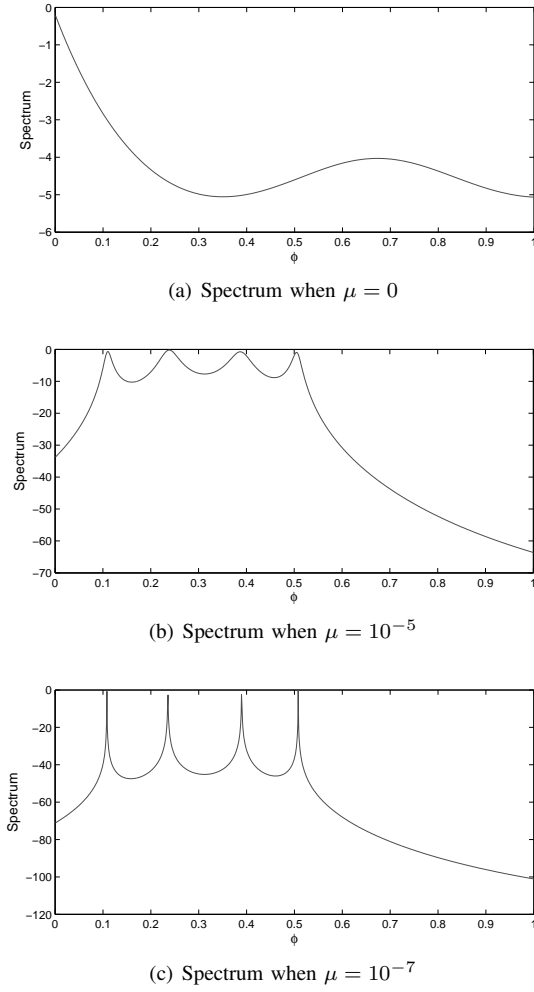 0
−1
−2
−3
−4
−5
−6
Spectrum
0 0.1 0.2 0.3 0.4 0.5 0.6 0.7 0.8 0.9 1
ϕ
(a) Spectrum when μ = 0
0
−10
−20
−30
−40
−50
−60
−70
Spectrum
0 0.1 0.2 0.3 0.4 0.5 0.6 0.7 0.8 0.9 1
ϕ
(b) Spectrum when μ = 10⁻⁵
0
−20
−40
−60
−80
−100
−120
Spectrum
0 0.1 0.2 0.3 0.4 0.5 0.6 0.7 0.8 0.9 1
ϕ
(c) Spectrum when μ = 10⁻⁷